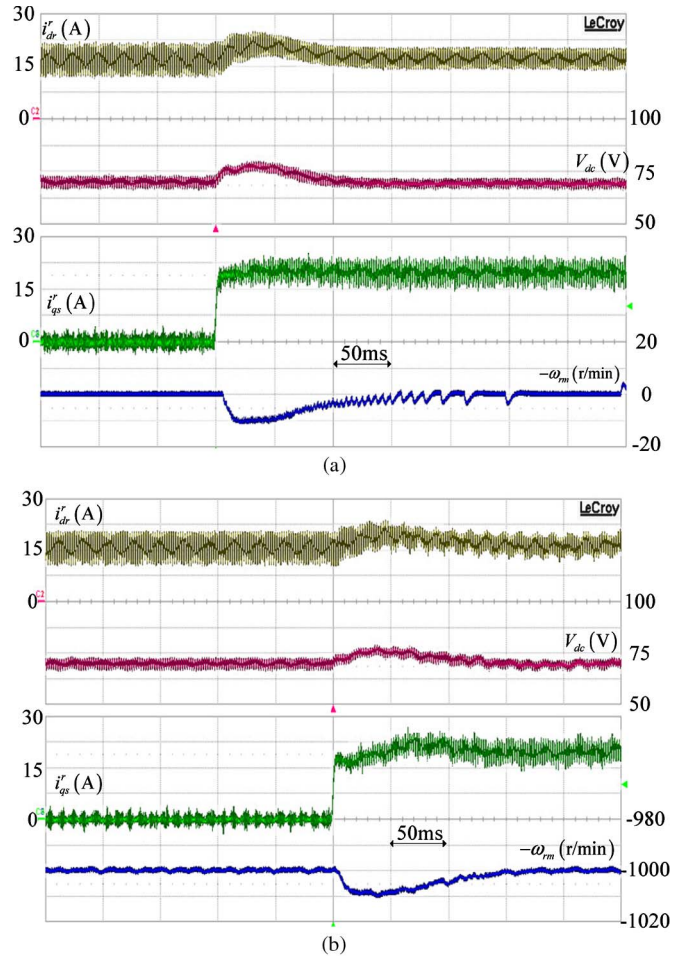 30
i^r_dr (A)
LeCroy
15
C2
0
100
V_dc (V)
75
50
30
15
i^r_qs (A)
0
20
50ms
-ω_rm (r/min)
0
-20
(a)
30
i^r_dr (A)
LeCroy
15
C2
0
100
V_dc (V)
75
50
30
15
i^r_qs (A)
0
-980
50ms
-ω_rm (r/min)
-1000
-1020
(b)